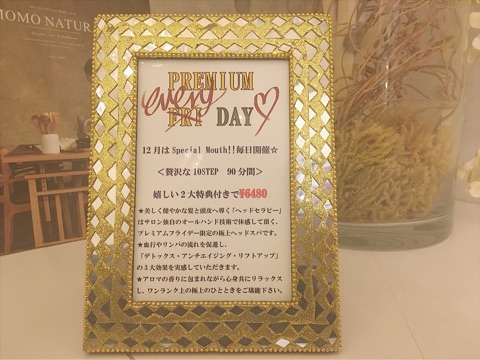 MOMO NATUR
PREMIUM
every
FRI DAY♡
12月はSpecial Mouth!!毎日開催☆
＜贅沢な10STEP 90分間＞
嬉しい2大特典付きで¥6480
★美しく健やかな髪と頭皮へ導く「ヘッドセラピー」
はサロン独自のオールハンド技術で体感して頂く、
プレミアムフライデー限定の極上ヘッドスパです。
★血行やリンパの流れを促進し、
「デトックス・アンチエイジング・リフトアップ」
の3大効果を実感していただきます。
★アロマの香りに包まれながら心身共にリラックス
し、ワンランク上の極上のひとときをご堪能下さい。